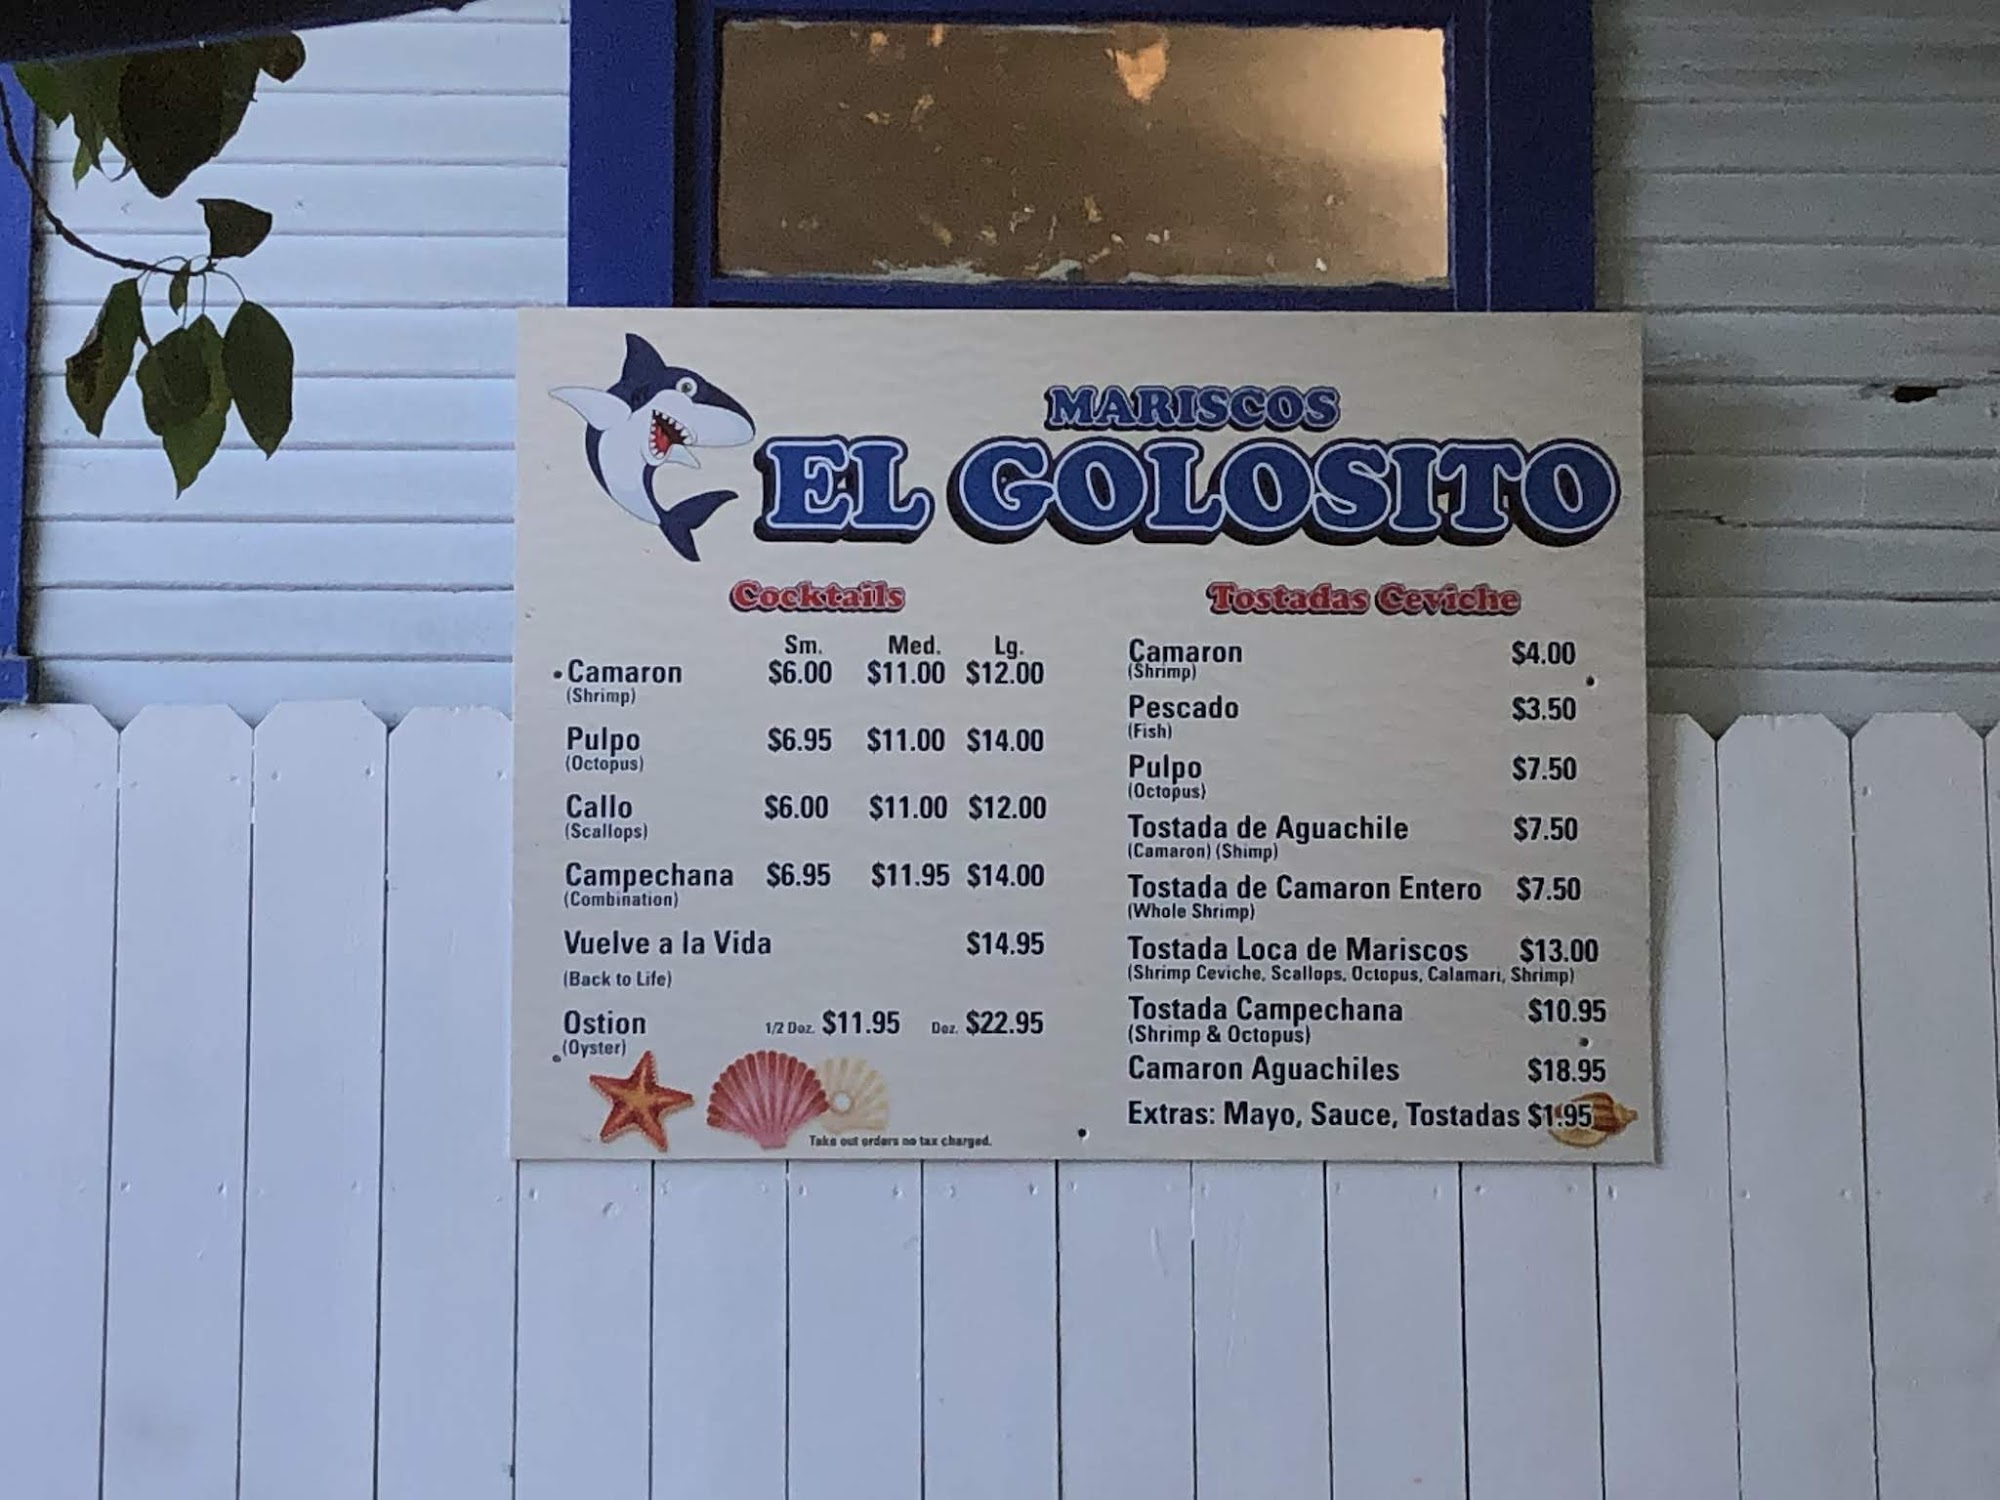 MARISCOS
EL GOLOSITO
Cocktails
Sm. Med. Lg.
Camaron $6.00 $11.00 $12.00
(Shrimp)
Pulpo $6.95 $11.00 $14.00
(Octopus)
Callo $6.00 $11.00 $12.00
(Scallops)
Campechana $6.95 $11.95 $14.00
(Combination)
Vuelve a la Vida $14.95
(Back to Life)
Ostion 1/2 Doz. $11.95 Doz. $22.95
(Oyster)
Take out orders no tax charged.
Tostadas Ceviche
Camaron $4.00
(Shrimp)
Pescado $3.50
(Fish)
Pulpo $7.50
(Octopus)
Tostada de Aguachile $7.50
(Camaron) (Shimp)
Tostada de Camaron Entero $7.50
(Whole Shrimp)
Tostada Loca de Mariscos $13.00
(Shrimp Ceviche, Scallops, Octopus, Calamari, Shrimp)
Tostada Campechana $10.95
(Shrimp & Octopus)
Camaron Aguachiles $18.95
Extras: Mayo, Sauce, Tostadas $1.95